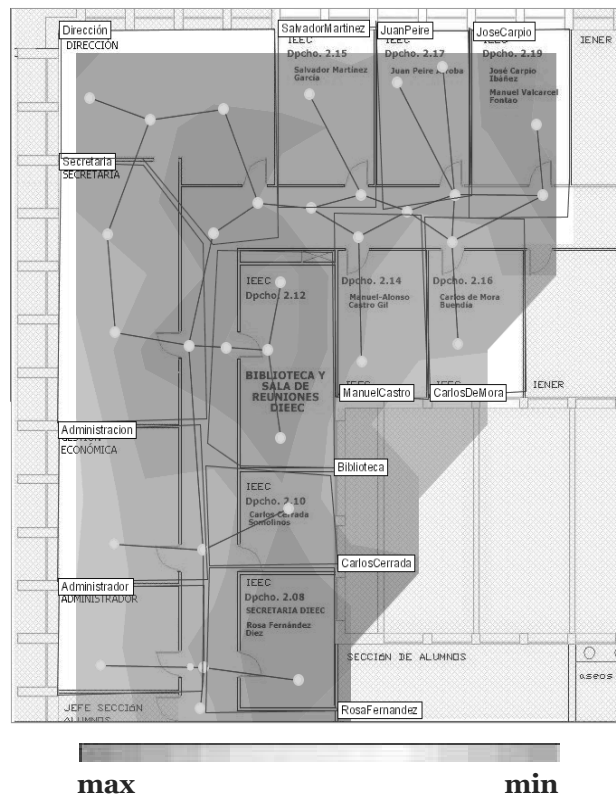 Dirección
DIRECCIÓN
SalvadorMartinez
IEEC
Dpcho. 2.15
Salvador Martínez
García
JuanPeire
IEEC
Dpcho. 2.17
Juan Peire Arroba
JoseCarpio
IEEC
Dpcho. 2.19
José Carpio
Ibáñez
Manuel Valcarcel
Fontao
IENER
Secretaria
SECRETARIA
IEEC
Dpcho. 2.12
BIBLIOTECA Y
SALA DE
REUNIONES
DIEEC
Dpcho. 2.14
Manuel-Alonso
Castro Gil
Dpcho. 2.16
Carlos de Mora
Buendía
ManuelCastro
CarlosDeMora
IENER
Administracion
ECONÓMICA
Biblioteca
IEEC
Dpcho. 2.10
Carlos Cerrada
Somolinos
CarlosCerrada
Administrador
ADMINISTRADOR
IEEC
Dpcho. 2.08
SECRETARIA DIEEC
Rosa Fernández
Díez
SECCIÓN DE ALUMNOS
aseos
JEFE SECCIÓN
ALUMNOS
RosaFernandez
max
min